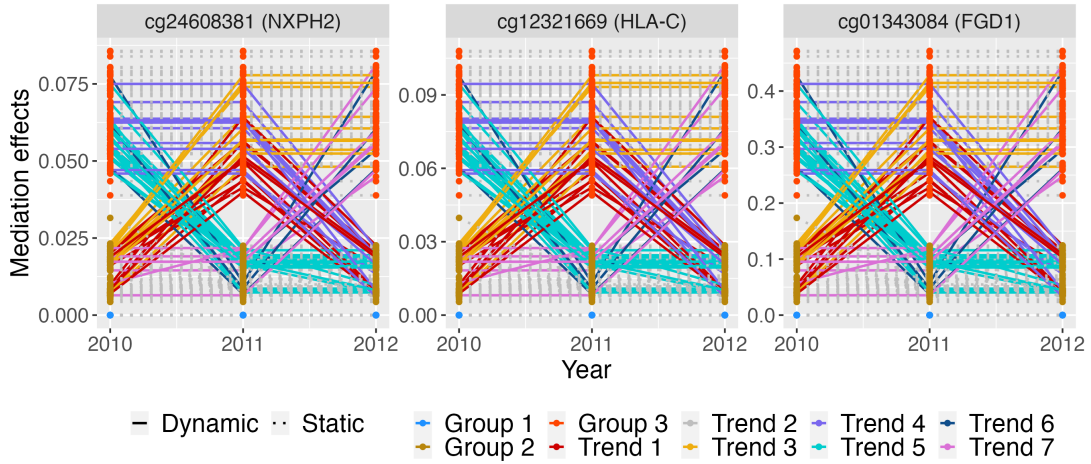 cg24608381 (NXPH2) cg12321669 (HLA-C) cg01343084 (FGD1)
Mediation effects
0.075
0.050
0.025
0.000
0.09
0.06
0.03
0.00
0.4
0.3
0.2
0.1
0.0
2010 2011 2012 2010 2011 2012 2010 2011 2012
Year
Dynamic Static
Group 1 Group 3 Trend 2 Trend 4 Trend 6
Group 2 Trend 1 Trend 3 Trend 5 Trend 7